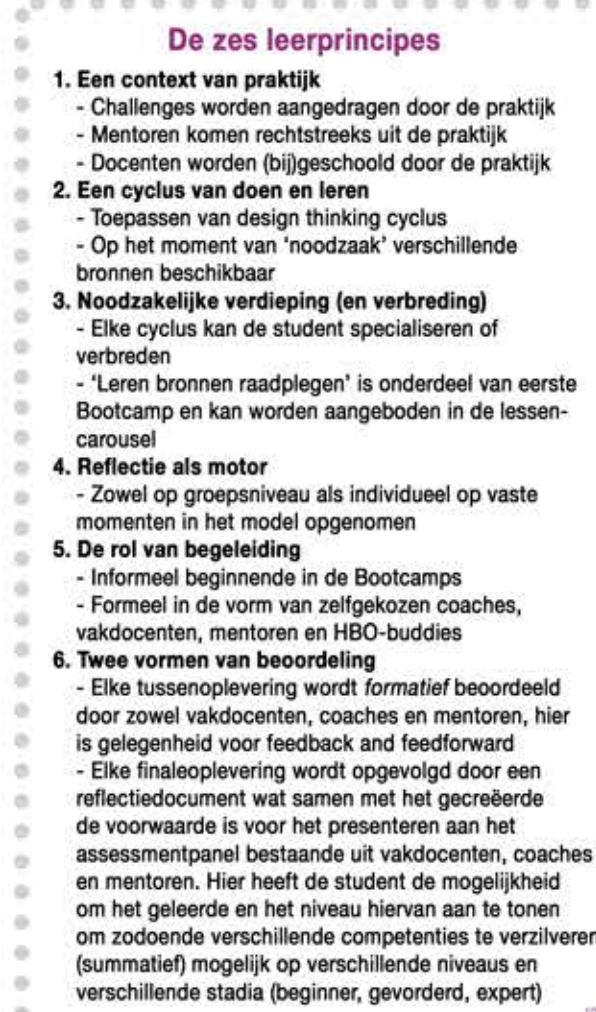 De zes leerprincipes
1. Een context van praktijk
- Challenges worden aangedragen door de praktijk
- Mentoren komen rechtstreeks uit de praktijk
- Docenten worden (bij)geschoold door de praktijk
2. Een cyclus van doen en leren
- Toepassen van design thinking cyclus
- Op het moment van ‘noodzaak’ verschillende
bronnen beschikbaar
3. Noodzakelijke verdieping (en verbreding)
- Elke cyclus kan de student specialiseren of
verbreden
- ‘Leren bronnen raadplegen’ is onderdeel van eerste
Bootcamp en kan worden aangeboden in de lessen-
carousel
4. Reflectie als motor
- Zowel op groepsniveau als individueel op vaste
momenten in het model opgenomen
5. De rol van begeleiding
- Informeel beginnende in de Bootcamps
- Formeel in de vorm van zelfgekozen coaches,
vakdocenten, mentoren en HBO-buddies
6. Twee vormen van beoordeling
- Elke tussenoplevering wordt formatief beoordeeld
door zowel vakdocenten, coaches en mentoren, hier
is gelegenheid voor feedback and feedforward
- Elke finaleoplevering wordt opgevolgd door een
reflectiedocument wat samen met het gecreëerde
de voorwaarde is voor het presenteren aan het
assessmentpanel bestaande uit vakdocenten, coaches
en mentoren. Hier heeft de student de mogelijkheid
om het geleerde en het niveau hiervan aan te tonen
om zodoende verschillende competenties te verzilveren
(summatief) mogelijk op verschillende niveaus en
verschillende stadia (beginner, gevorderd, expert)